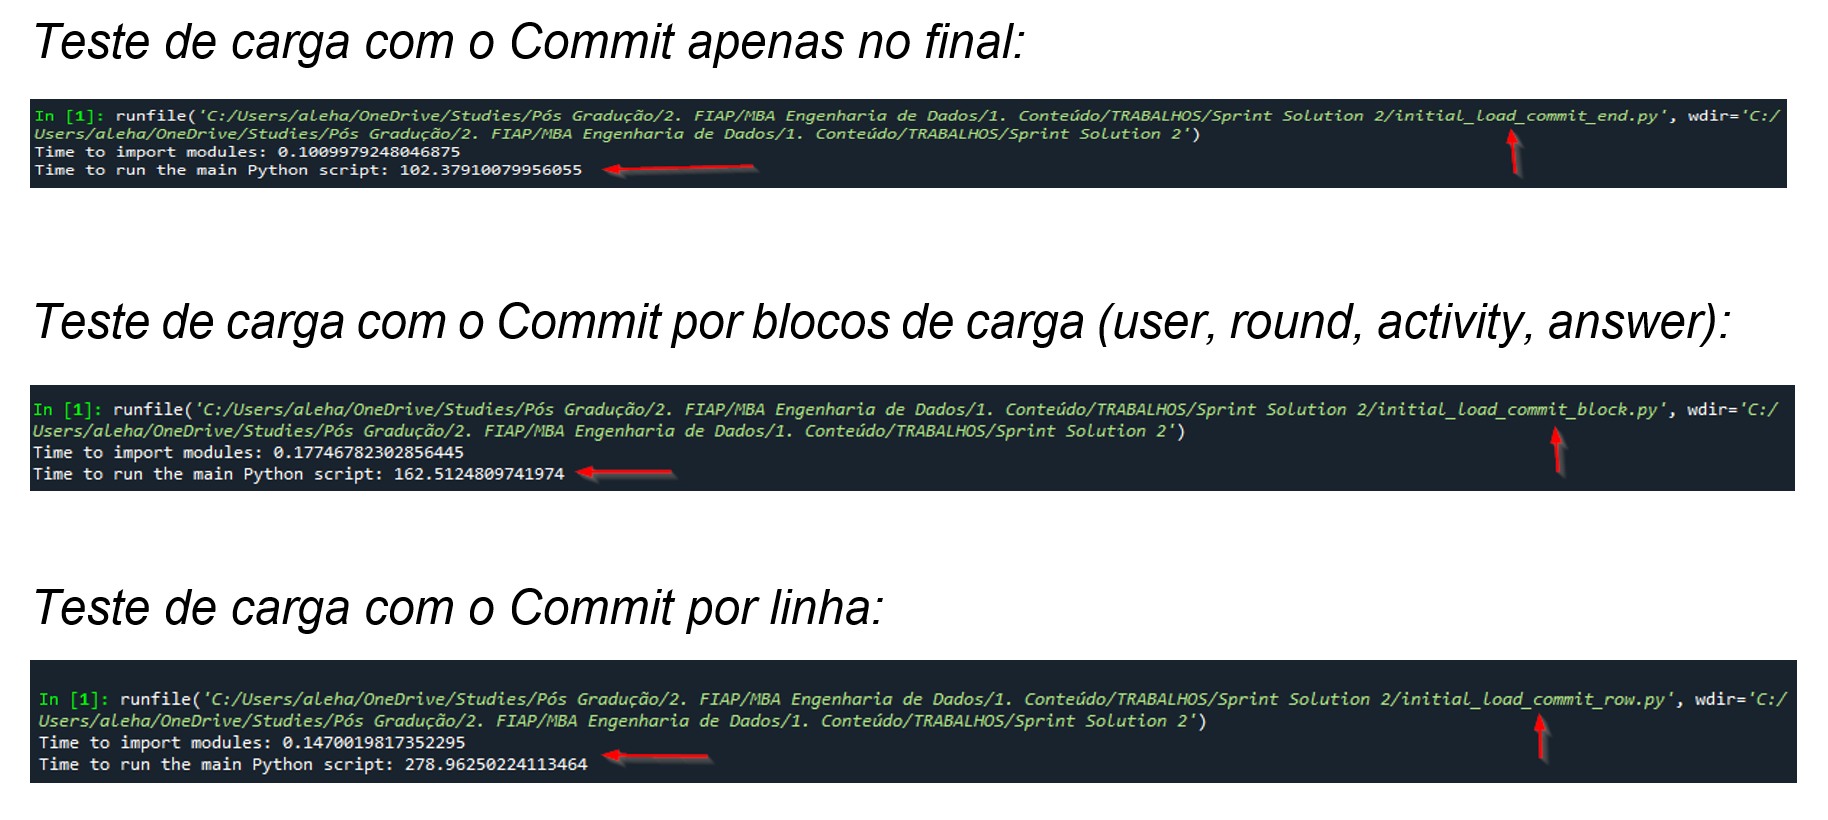 Teste de carga com o Commit apenas no final:
In [1]: runfile('C:/Users/aleha/OneDrive/Studies/Pós Gradução/2. FIAP/MBA Engenharia de Dados/1. Conteúdo/TRABALHOS/Sprint Solution 2/initial_load_commit_end.py', wdir='C:/
Users/aleha/OneDrive/Studies/Pós Gradução/2. FIAP/MBA Engenharia de Dados/1. Conteúdo/TRABALHOS/Sprint Solution 2')
Time to import modules: 0.1009979248046875
Time to run the main Python script: 102.37910079956055
Teste de carga com o Commit por blocos de carga (user, round, activity, answer):
In [1]: runfile('C:/Users/aleha/OneDrive/Studies/Pós Gradução/2. FIAP/MBA Engenharia de Dados/1. Conteúdo/TRABALHOS/Sprint Solution 2/initial_load_commit_block.py', wdir='C:/
Users/aleha/OneDrive/Studies/Pós Gradução/2. FIAP/MBA Engenharia de Dados/1. Conteúdo/TRABALHOS/Sprint Solution 2')
Time to import modules: 0.17746782302856445
Time to run the main Python script: 162.5124809741974
Teste de carga com o Commit por linha:
In [1]: runfile('C:/Users/aleha/OneDrive/Studies/Pós Gradução/2. FIAP/MBA Engenharia de Dados/1. Conteúdo/TRABALHOS/Sprint Solution 2/initial_load_commit_row.py', wdir='C:/
Users/aleha/OneDrive/Studies/Pós Gradução/2. FIAP/MBA Engenharia de Dados/1. Conteúdo/TRABALHOS/Sprint Solution 2')
Time to import modules: 0.1470019817352295
Time to run the main Python script: 278.96250224113464